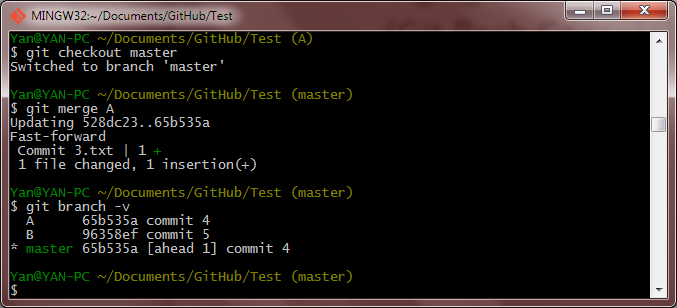 MINGW32:~/Documents/GitHub/Test
Yan@YAN-PC ~/Documents/GitHub/Test (A)
$ git checkout master
Switched to branch 'master'
Yan@YAN-PC ~/Documents/GitHub/Test (master)
$ git merge A
Updating 528dc23..65b535a
Fast-forward
 Commit 3.txt | 1 +
 1 file changed, 1 insertion(+)
Yan@YAN-PC ~/Documents/GitHub/Test (master)
$ git branch -v
  A      65b535a commit 4
  B      96358ef commit 5
* master 65b535a [ahead 1] commit 4
Yan@YAN-PC ~/Documents/GitHub/Test (master)
$